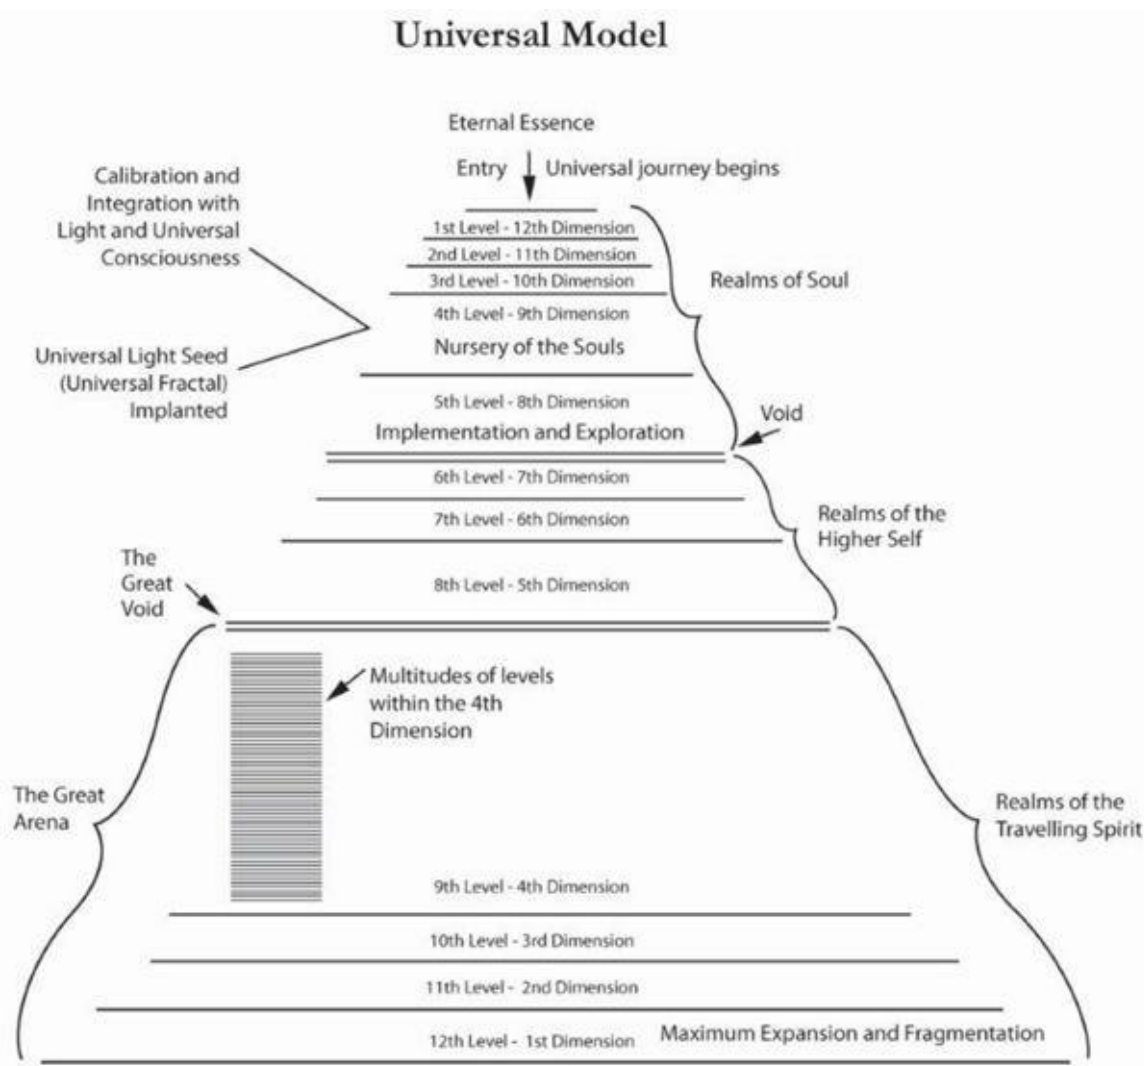 Universal Model
Eternal Essence
Entry
Universal journey begins
Calibration and
Integration with
Light and Universal
Consciousness
1st Level - 12th Dimension
2nd Level - 11th Dimension
3rd Level - 10th Dimension
Realms of Soul
4th Level - 9th Dimension
Nursery of the Souls
Universal Light Seed
(Universal Fractal)
Implanted
5th Level - 8th Dimension
Void
Implementation and Exploration
6th Level - 7th Dimension
7th Level - 6th Dimension
Realms of the
Higher Self
The
Great
Void
8th Level - 5th Dimension
Multitudes of levels
within the 4th
Dimension
The Great
Arena
Realms of the
Travelling Spirit
9th Level - 4th Dimension
10th Level - 3rd Dimension
11th Level - 2nd Dimension
12th Level - 1st Dimension
Maximum Expansion and Fragmentation